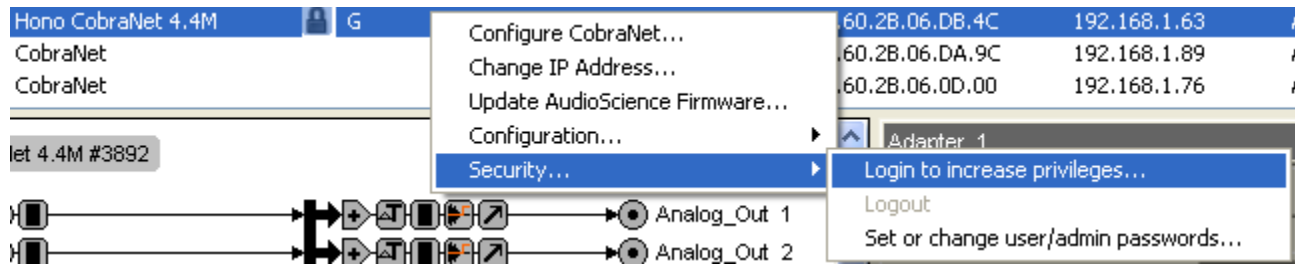 Hono CobraNet 4.4M G 60.2B.06.DB.4C 192.168.1.63
CobraNet .60.2B.06.DA.9C 192.168.1.89
CobraNet .60.2B.06.0D.00 192.168.1.76
Configure CobraNet...
Change IP Address...
Update AudioScience Firmware...
Configuration...
Security...
Login to increase privileges...
Logout
Set or change user/admin passwords...
Adapter 1
et 4.4M #3892
Analog_Out 1
Analog_Out 2